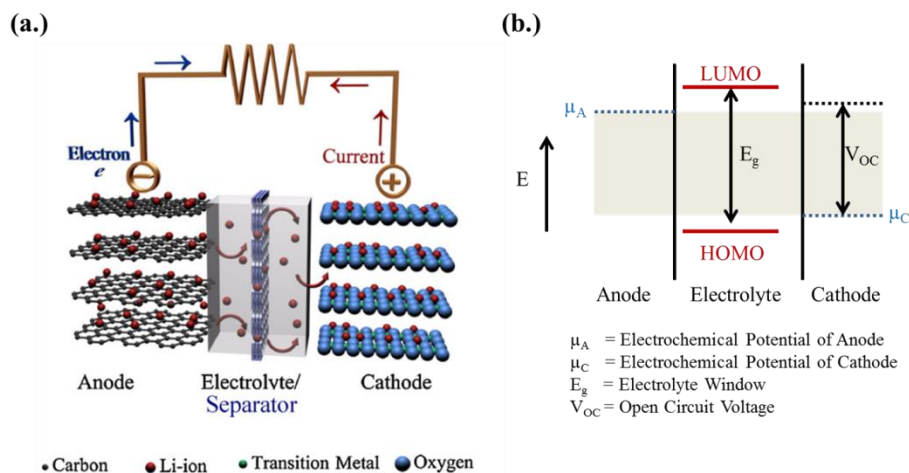 (a.)
Electron
e
Current
−
+
Anode
Electrolvte/
Separator
Cathode
Carbon
Li-ion
Transition Metal
Oxygen
(b.)
LUMO
μA
E
Eg
VOC
μC
HOMO
Anode
Electrolyte
Cathode
μA = Electrochemical Potential of Anode
μC = Electrochemical Potential of Cathode
Eg = Electrolyte Window
VOC = Open Circuit Voltage